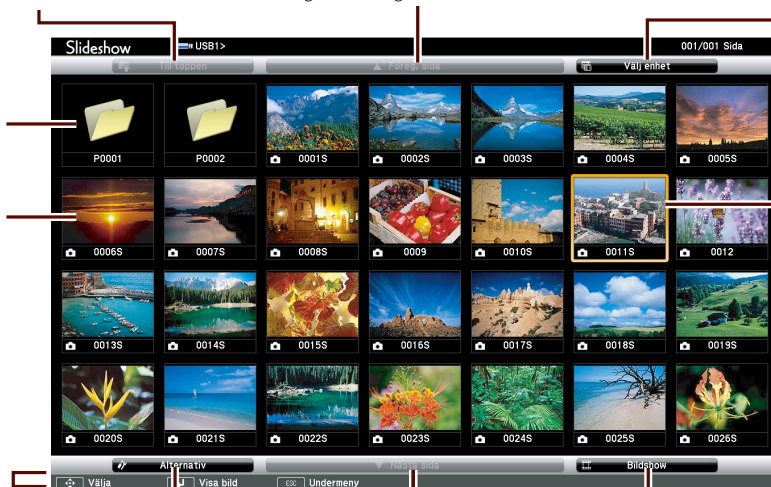 Slideshow USB1> 001/001 Sida
Till toppen Föreg. sida Välj enhet
P0001 P0002 0001S 0002S 0003S 0004S 0005S
0006S 0007S 0008S 0009 0010S 0011S 0012
0013S 0014S 0015S 0016S 0017S 0018S 0019S
0020S 0021S 0022S 0023S 0024S 0025S 0026S
Alternativ Nästa sida Bildshow
Välja Visa bild ESC Undermeny